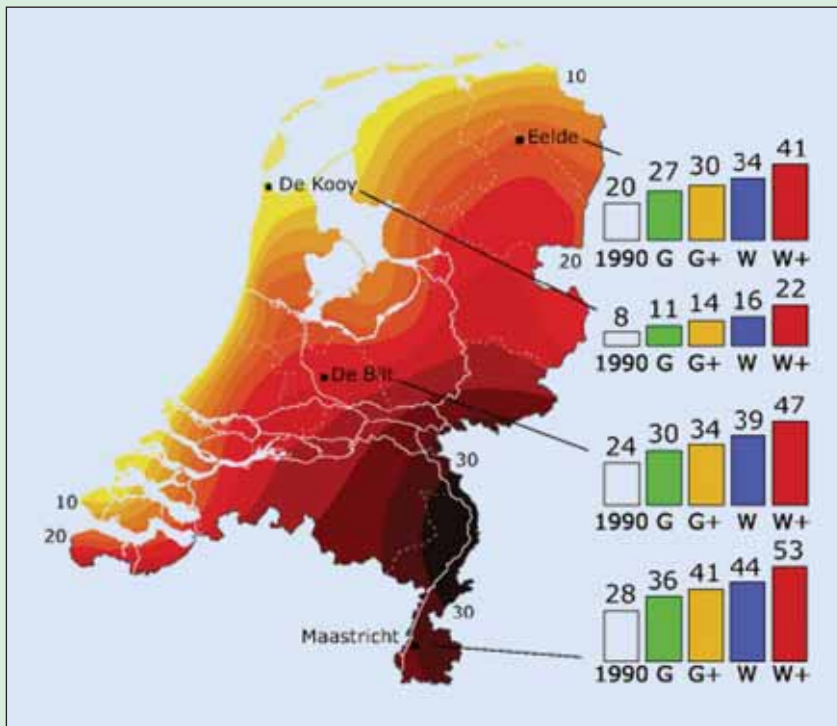 10
Eelde
De Kooy
20 27 30 34 41
1990 G G+ W W+
20
8 11 14 16 22
1990 G G+ W W+
De Bilt
24 30 34 39 47
1990 G G+ W W+
30
10
20
30
Maastricht
28 36 41 44 53
1990 G G+ W W+